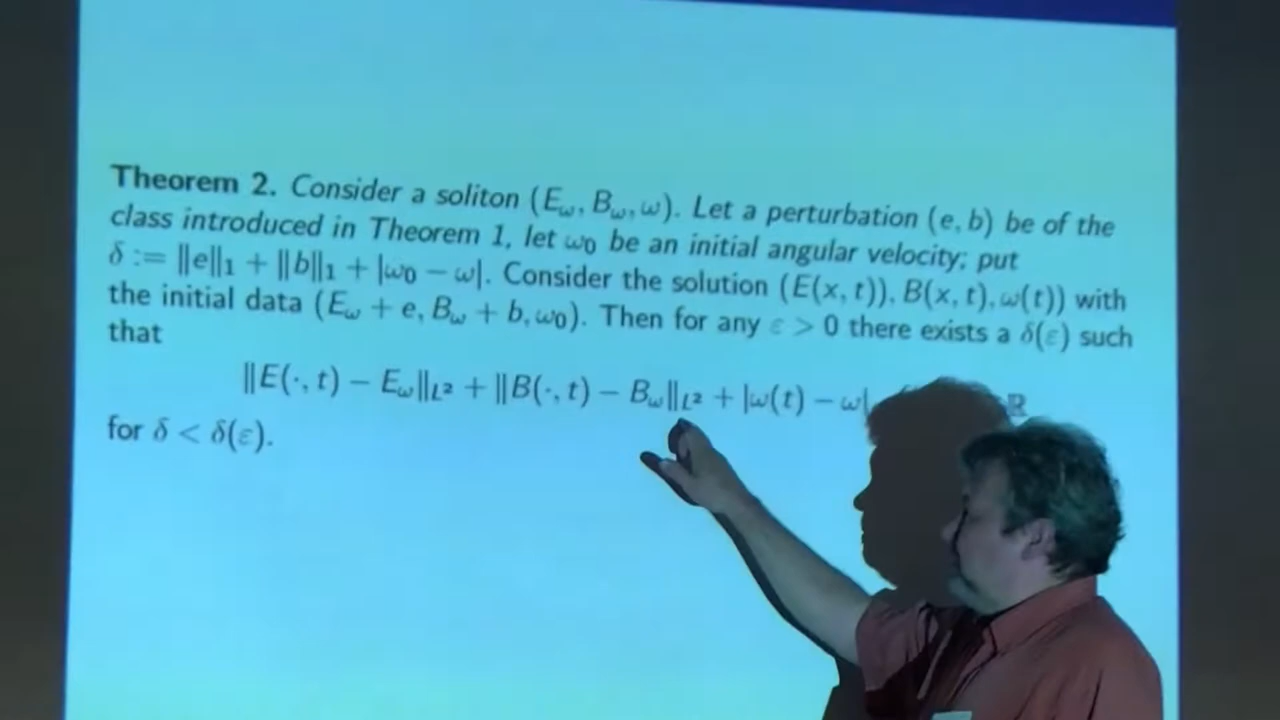 Theorem 2. Consider a soliton (E_ω, B_ω, ω). Let a perturbation (e, b) be of the
class introduced in Theorem 1, let ω0 be an initial angular velocity; put
δ := ‖e‖₁ + ‖b‖₁ + |ω0 − ω|. Consider the solution (E(x, t)), B(x, t), ω(t)) with
the initial data (E_ω + e, B_ω + b, ω0). Then for any ε > 0 there exists a δ(ε) such
that
‖E(·, t) − E_ω‖_L² + ‖B(·, t) − B_ω‖_L² + |ω(t) − ω| ℝ
for δ < δ(ε).